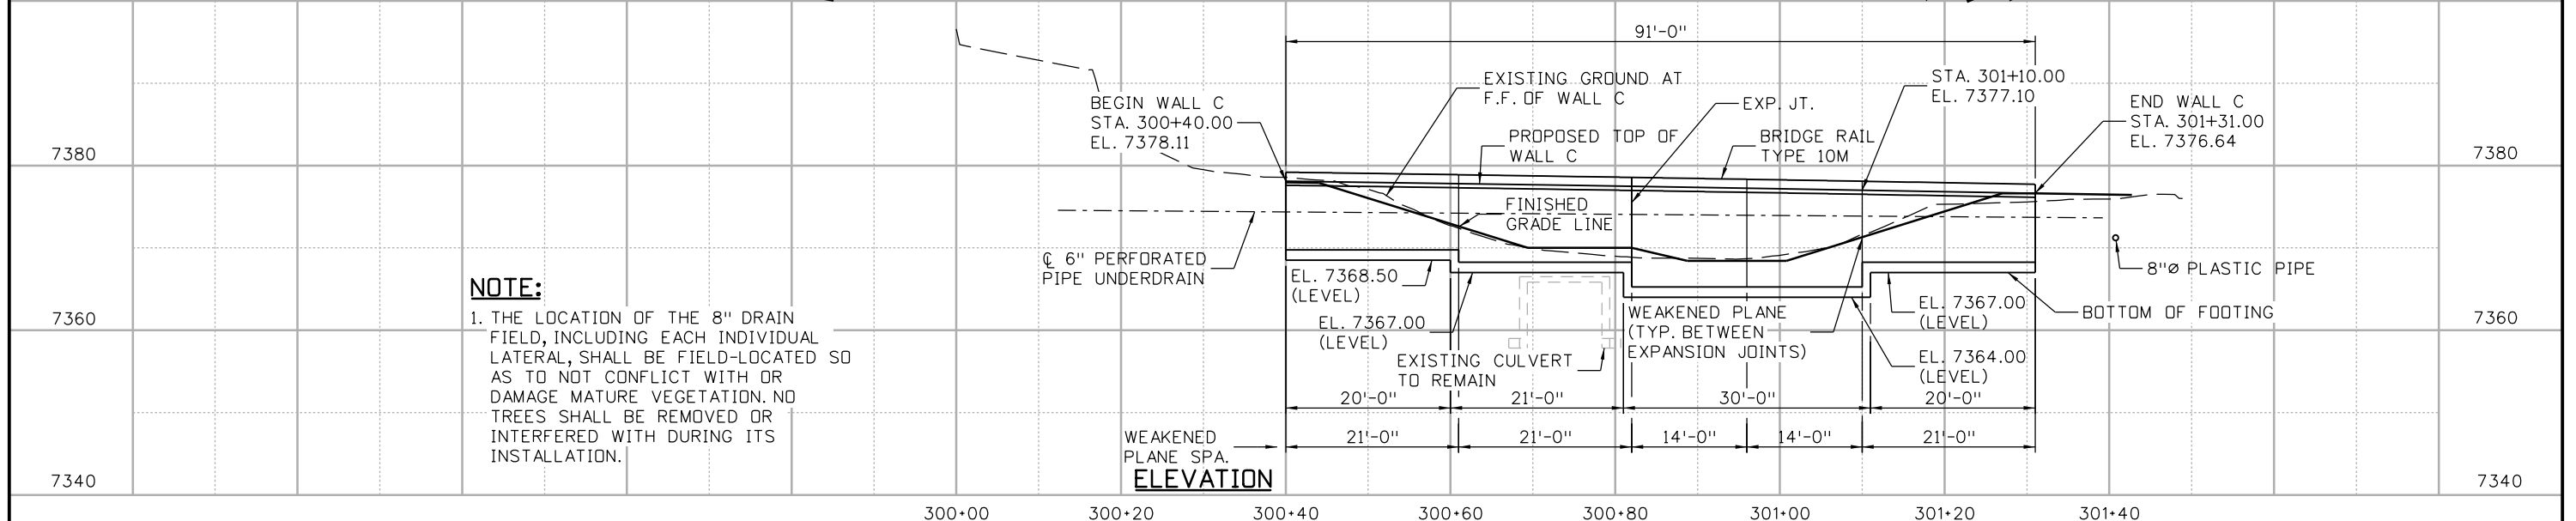 91'-0"
EXISTING GROUND AT
F.F. OF WALL C
STA. 301+10.00
EL. 7377.10
BEGIN WALL C
STA. 300+40.00
EL. 7378.11
EXP. JT.
END WALL C
STA. 301+31.00
EL. 7376.64
PROPOSED TOP OF
WALL C
BRIDGE RAIL
TYPE 10M
7380
7380
FINISHED
GRADE LINE
℄ 6" PERFORATED
PIPE UNDERDRAIN
8"Ø PLASTIC PIPE
EL. 7368.50
(LEVEL)
EL. 7367.00
(LEVEL)
WEAKENED PLANE
(TYP. BETWEEN
EXPANSION JOINTS)
EL. 7367.00
(LEVEL)
BOTTOM OF FOOTING
EL. 7364.00
(LEVEL)
EXISTING CULVERT
TO REMAIN
NOTE:
1. THE LOCATION OF THE 8" DRAIN
FIELD, INCLUDING EACH INDIVIDUAL
LATERAL, SHALL BE FIELD-LOCATED SO
AS TO NOT CONFLICT WITH OR
DAMAGE MATURE VEGETATION. NO
TREES SHALL BE REMOVED OR
INTERFERED WITH DURING ITS
INSTALLATION.
7360
7360
20'-0" 21'-0" 30'-0" 20'-0"
WEAKENED
PLANE SPA.
21'-0" 21'-0" 14'-0" 14'-0" 21'-0"
ELEVATION
7340
7340
300+00 300+20 300+40 300+60 300+80 301+00 301+20 301+40